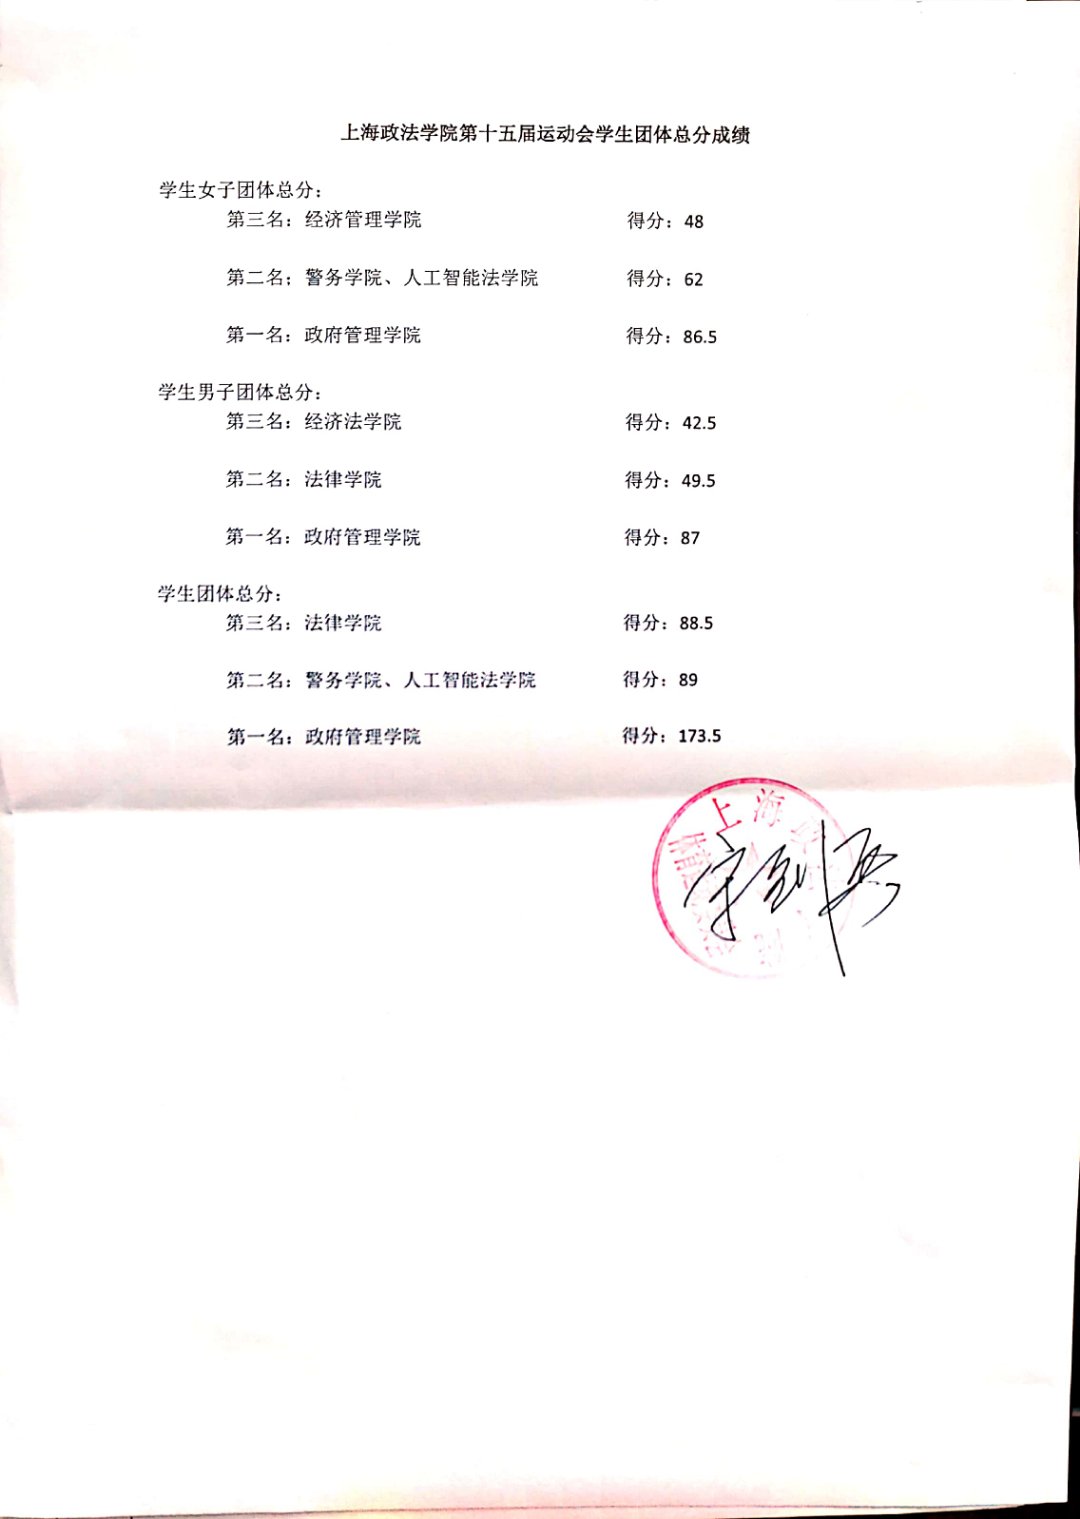 上海政法学院第十五届运动会学生团体总分成绩
学生女子团体总分：
第三名：经济管理学院 得分：48
第二名；警务学院、人工智能法学院 得分：62
第一名：政府管理学院 得分：86.5
学生男子团体总分：
第三名：经济法学院 得分：42.5
第二名：法律学院 得分：49.5
第一名：政府管理学院 得分：87
学生团体总分：
第三名：法律学院 得分：88.5
第二名：警务学院、人工智能法学院 得分：89
第一名：政府管理学院 得分：173.5
上海
体育